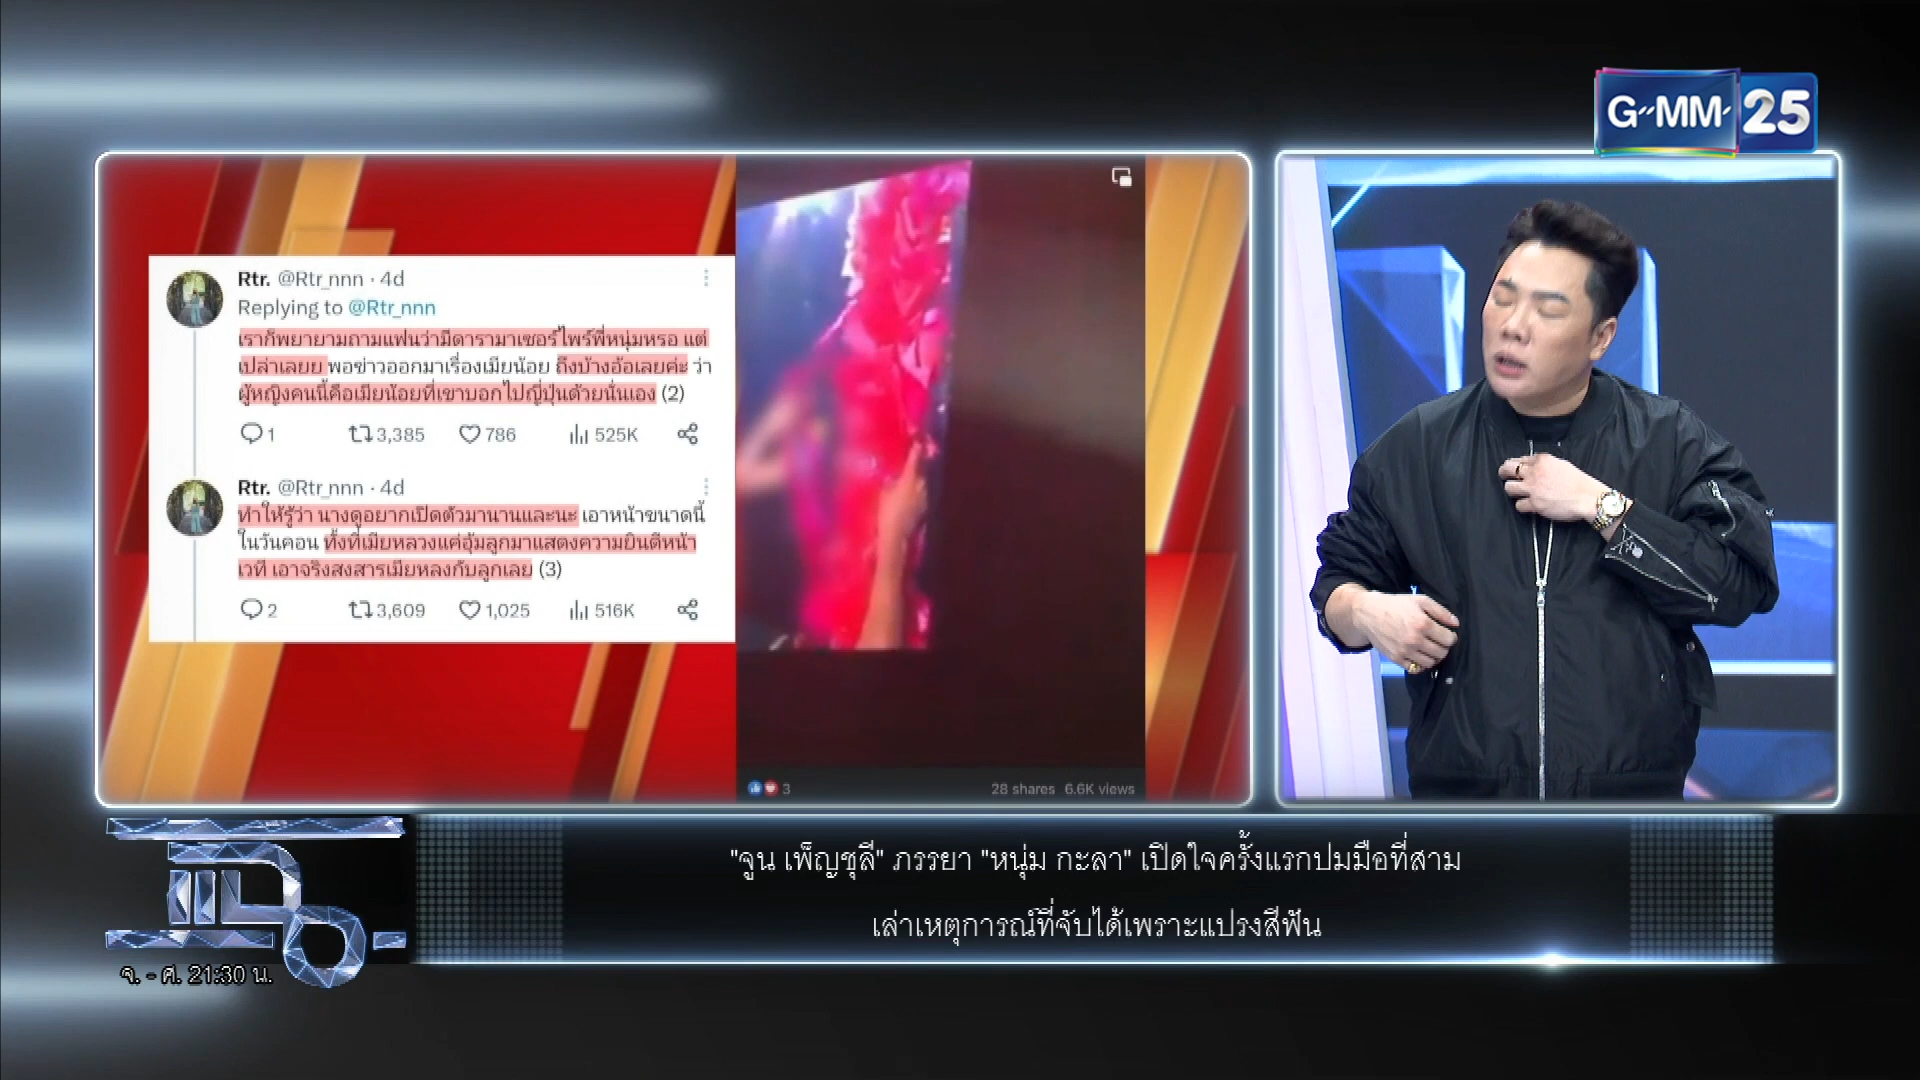 G-MM 25
Rtr. @Rtr_nnn · 4d
Replying to @Rtr_nnn
เราก็พยายามถามแฟนว่ามีดารามาเซอร์ไพร์พี่หนุ่มหรอ แต่
เปล่าเลยย พอข่าวออกมาเรื่องเมียน้อย ถึงบ้างอ้อเลยค่ะ ว่า
ผู้หญิงคนนี้คือเมียน้อยที่เขาบอกไปญี่ปุ่นด้วยนั่นเอง (2)
1 3,385 786 525K
Rtr. @Rtr_nnn · 4d
ทำให้รู้ว่า นางดูอยากเปิดตัวมานานและนะ เอาหน้าขนาดนี้
ในวันคอน ทั้งที่เมียหลวงแค่อุ้มลูกมาแสดงความยินดีหน้า
เวที เอาจริงสงสารเมียหลงกับลูกเลย (3)
2 3,609 1,025 516K
3 28 shares 6.6K views
แฉ
จ. - ศ. 21:30 น.
"จูน เพ็ญชุลี" ภรรยา "หนุ่ม กะลา" เปิดใจครั้งแรกปมมือที่สาม
เล่าเหตุการณ์ที่จับได้เพราะแปรงสีฟัน